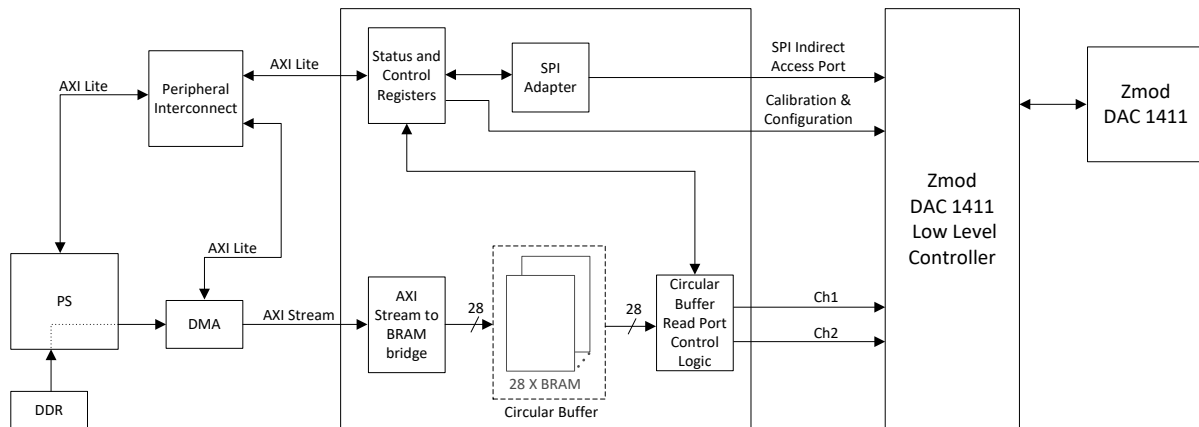 AXI Lite
Peripheral
Interconnect
AXI Lite
Status and
Control
Registers
SPI
Adapter
SPI Indirect
Access Port
Calibration &
Configuration
Zmod
DAC 1411
Zmod
DAC 1411
Low Level
Controller
AXI Lite
PS
DMA
AXI Stream
AXI
Stream to
BRAM
bridge
28
28 X BRAM
Circular Buffer
28
Circular
Buffer
Read Port
Control
Logic
Ch1
Ch2
DDR